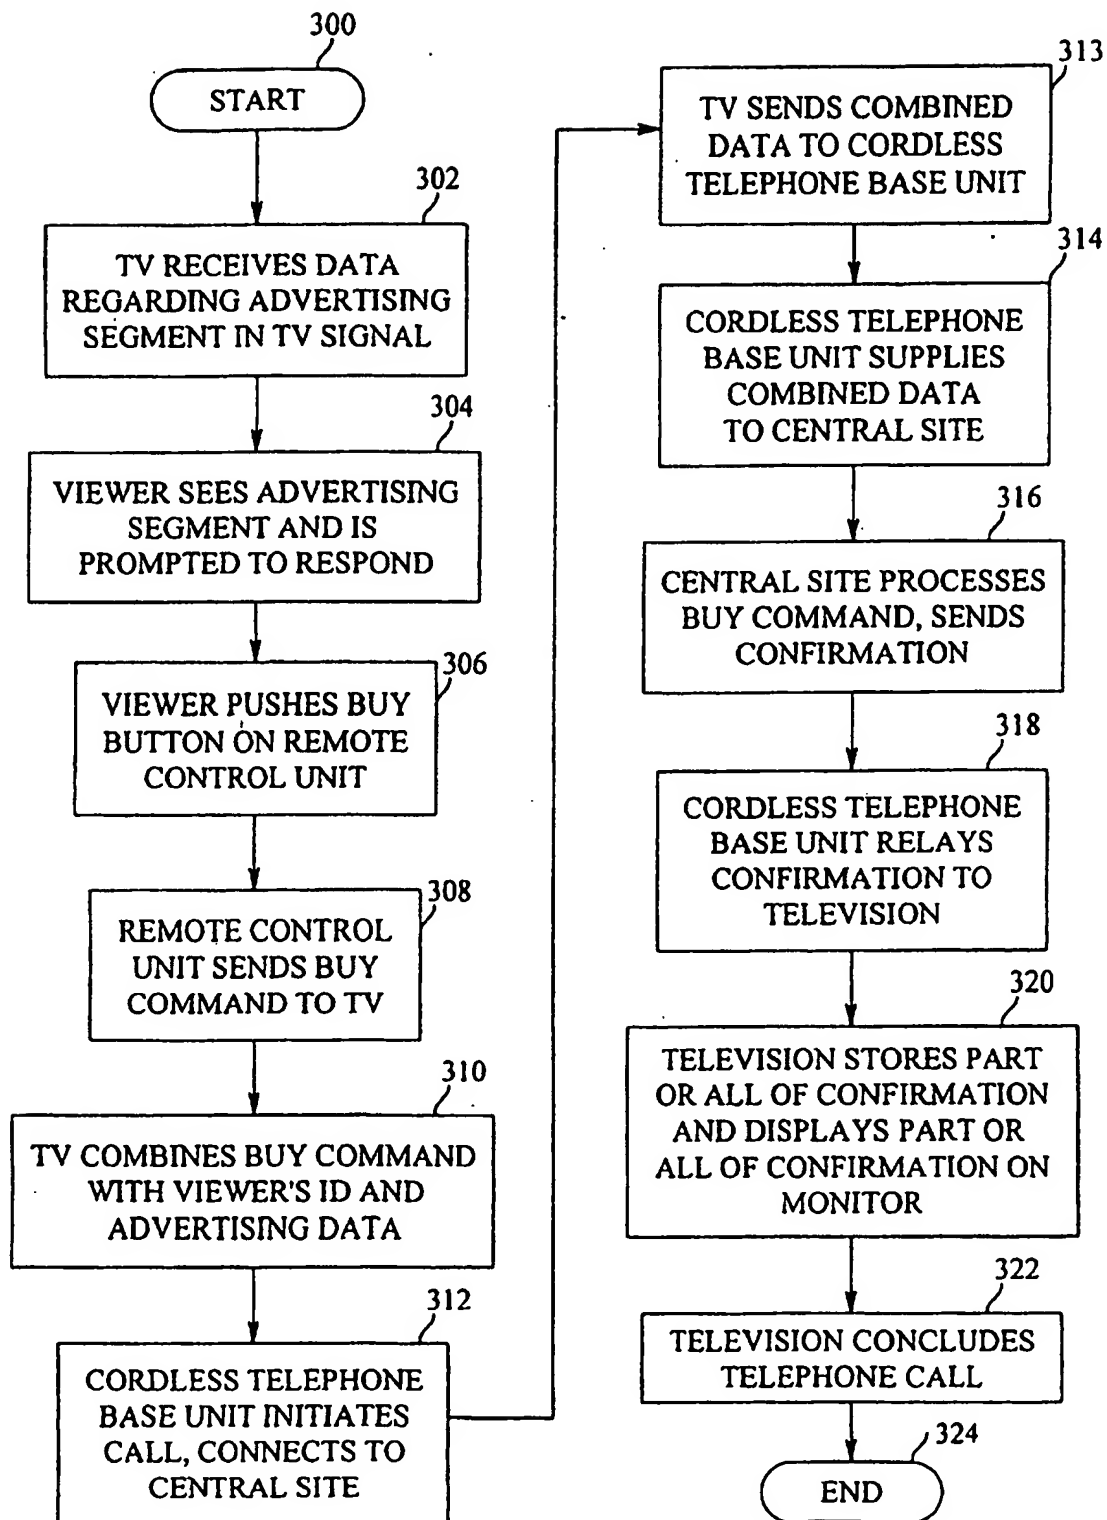 300
START
302
TV RECEIVES DATA
REGARDING ADVERTISING
SEGMENT IN TV SIGNAL
304
VIEWER SEES ADVERTISING
SEGMENT AND IS
PROMPTED TO RESPOND
306
VIEWER PUSHES BUY
BUTTON ON REMOTE
CONTROL UNIT
308
REMOTE CONTROL
UNIT SENDS BUY
COMMAND TO TV
310
TV COMBINES BUY COMMAND
WITH VIEWER'S ID AND
ADVERTISING DATA
312
CORDLESS TELEPHONE
BASE UNIT INITIATES
CALL, CONNECTS TO
CENTRAL SITE
313
TV SENDS COMBINED
DATA TO CORDLESS
TELEPHONE BASE UNIT
314
CORDLESS TELEPHONE
BASE UNIT SUPPLIES
COMBINED DATA
TO CENTRAL SITE
316
CENTRAL SITE PROCESSES
BUY COMMAND, SENDS
CONFIRMATION
318
CORDLESS TELEPHONE
BASE UNIT RELAYS
CONFIRMATION TO
TELEVISION
320
TELEVISION STORES PART
OR ALL OF CONFIRMATION
AND DISPLAYS PART OR
ALL OF CONFIRMATION ON
MONITOR
322
TELEVISION CONCLUDES
TELEPHONE CALL
324
END